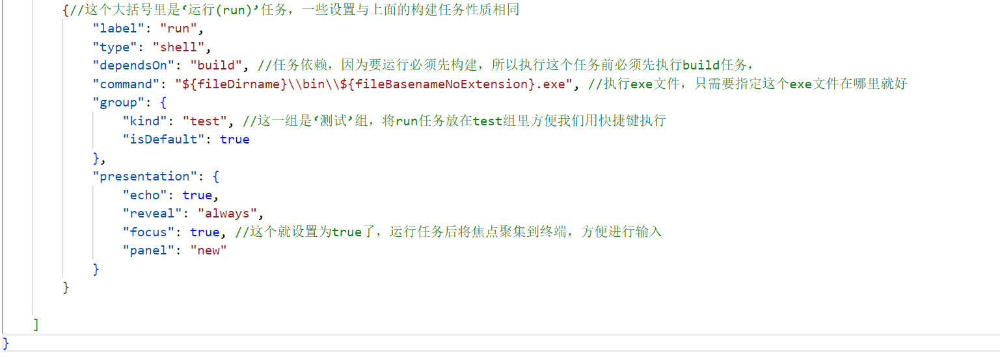 {//这个大括号里是‘运行(run)’任务，一些设置与上面的构建任务性质相同
"label": "run",
"type": "shell",
"dependsOn": "build", //任务依赖，因为要运行必须先构建，所以执行这个任务前必须先执行build任务，
"command": "${fileDirname}\\bin\\${fileBasenameNoExtension}.exe", //执行exe文件，只需要指定这个exe文件在哪里就好
"group": {
"kind": "test", //这一组是‘测试’组，将run任务放在test组里方便我们用快捷键执行
"isDefault": true
},
"presentation": {
"echo": true,
"reveal": "always",
"focus": true, //这个就设置为true了，运行任务后将焦点聚集到终端，方便进行输入
"panel": "new"
}
}
]
}